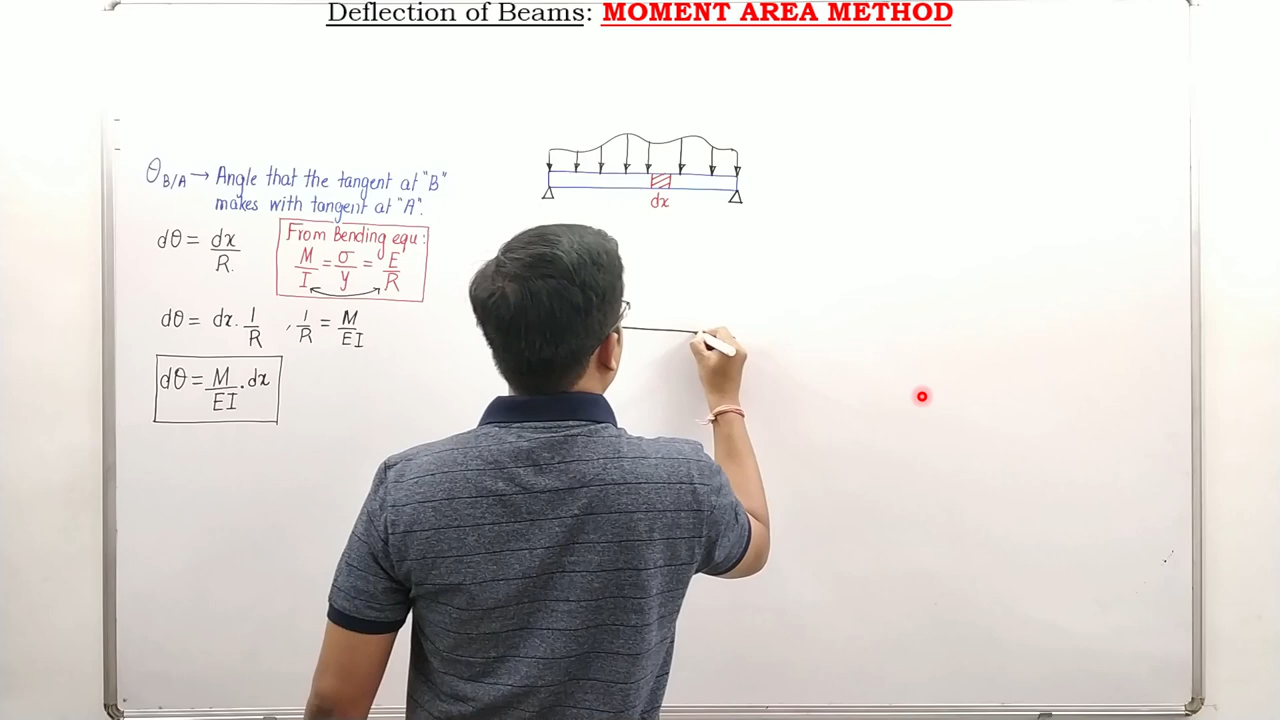 Deflection of Beams: MOMENT AREA METHOD
θ B/A → Angle that the tangent at "B"
makes with tangent at "A".
dθ = dx/R.
From Bending equ:
M/I = σ/y = E/R
dx
dθ = dx. 1/R , 1/R = M/EI
dθ = M/EI .dx